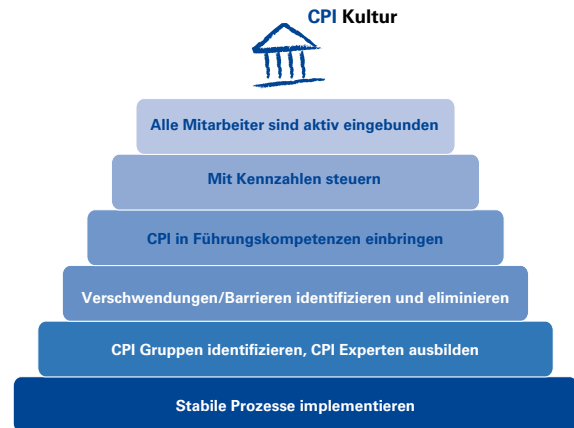 CPI Kultur
Alle Mitarbeiter sind aktiv eingebunden
Mit Kennzahlen steuern
CPI in Führungskompetenzen einbringen
Verschwendungen/Barrieren identifizieren und eliminieren
CPI Gruppen identifizieren, CPI Experten ausbilden
Stabile Prozesse implementieren